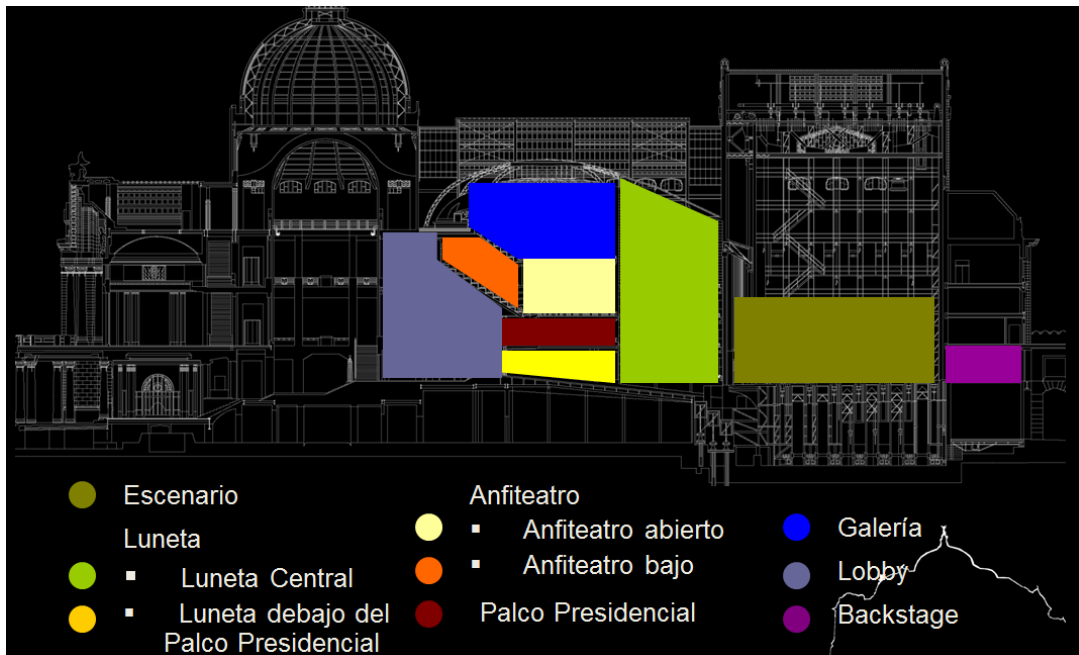 Escenario
Luneta
▪ Luneta Central
▪ Luneta debajo del
Palco Presidencial
Anfiteatro
▪ Anfiteatro abierto
▪ Anfiteatro bajo
Palco Presidencial
Galería
Lobby
Backstage